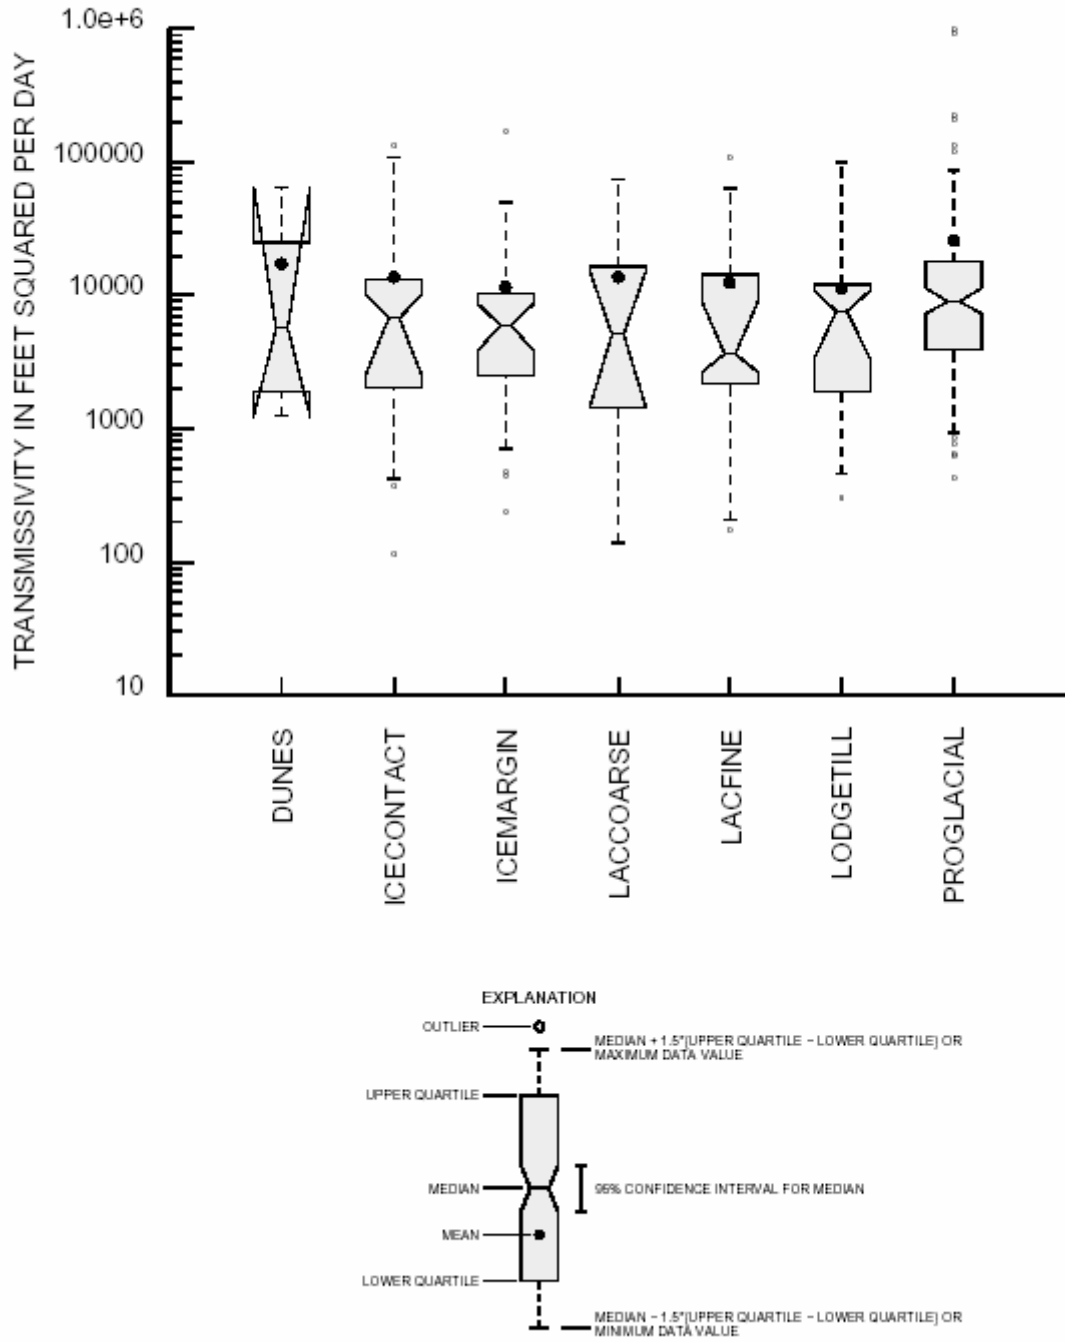 TRANSMISSIVITY IN FEET SQUARED PER DAY
1.0e+6
100000
10000
1000
100
10
DUNES
ICECONTACT
ICEMARGIN
LACCOARSE
LACFINE
LODGETILL
PROGLACIAL
EXPLANATION
OUTLIER
MEDIAN + 1.5*(UPPER QUARTILE – LOWER QUARTILE) OR
MAXIMUM DATA VALUE
UPPER QUARTILE
MEDIAN
95% CONFIDENCE INTERVAL FOR MEDIAN
MEAN
LOWER QUARTILE
MEDIAN – 1.5*(UPPER QUARTILE – LOWER QUARTILE) OR
MINIMUM DATA VALUE